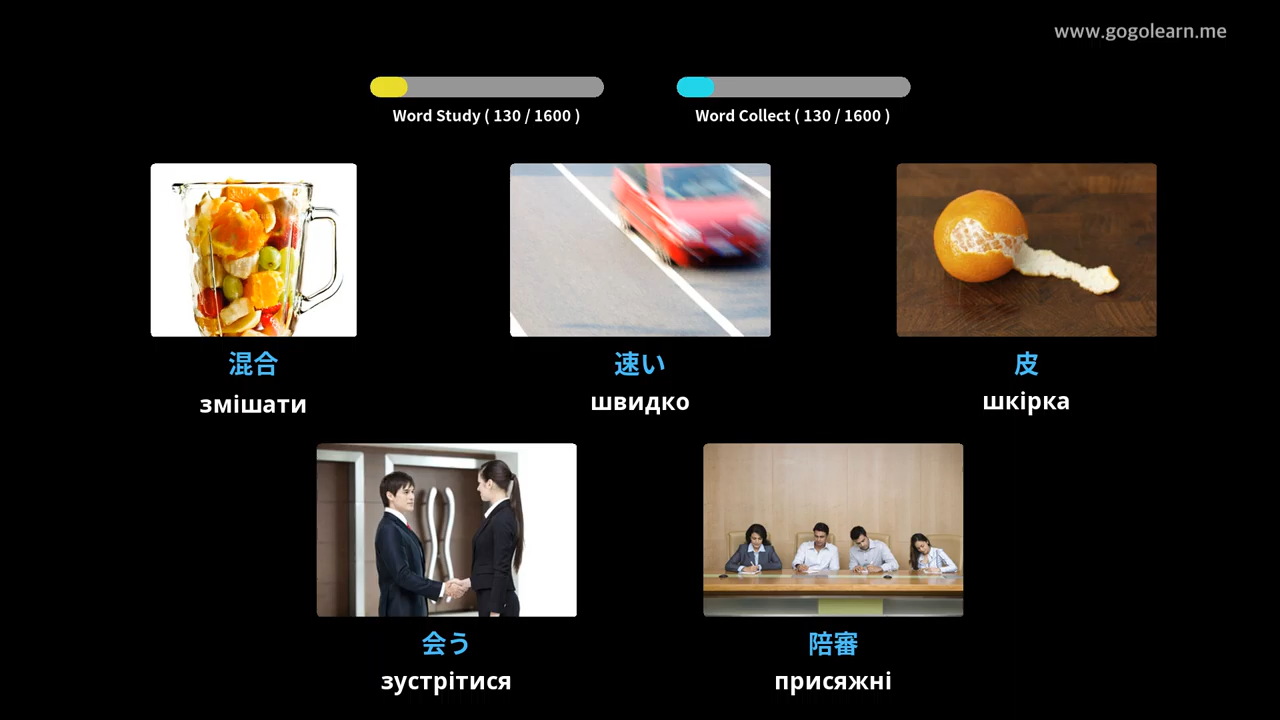 www.gogolearn.me
Word Study ( 130 / 1600 )
Word Collect ( 130 / 1600 )
混合
змішати
速い
швидко
皮
шкірка
会う
зустрітися
陪審
присяжні